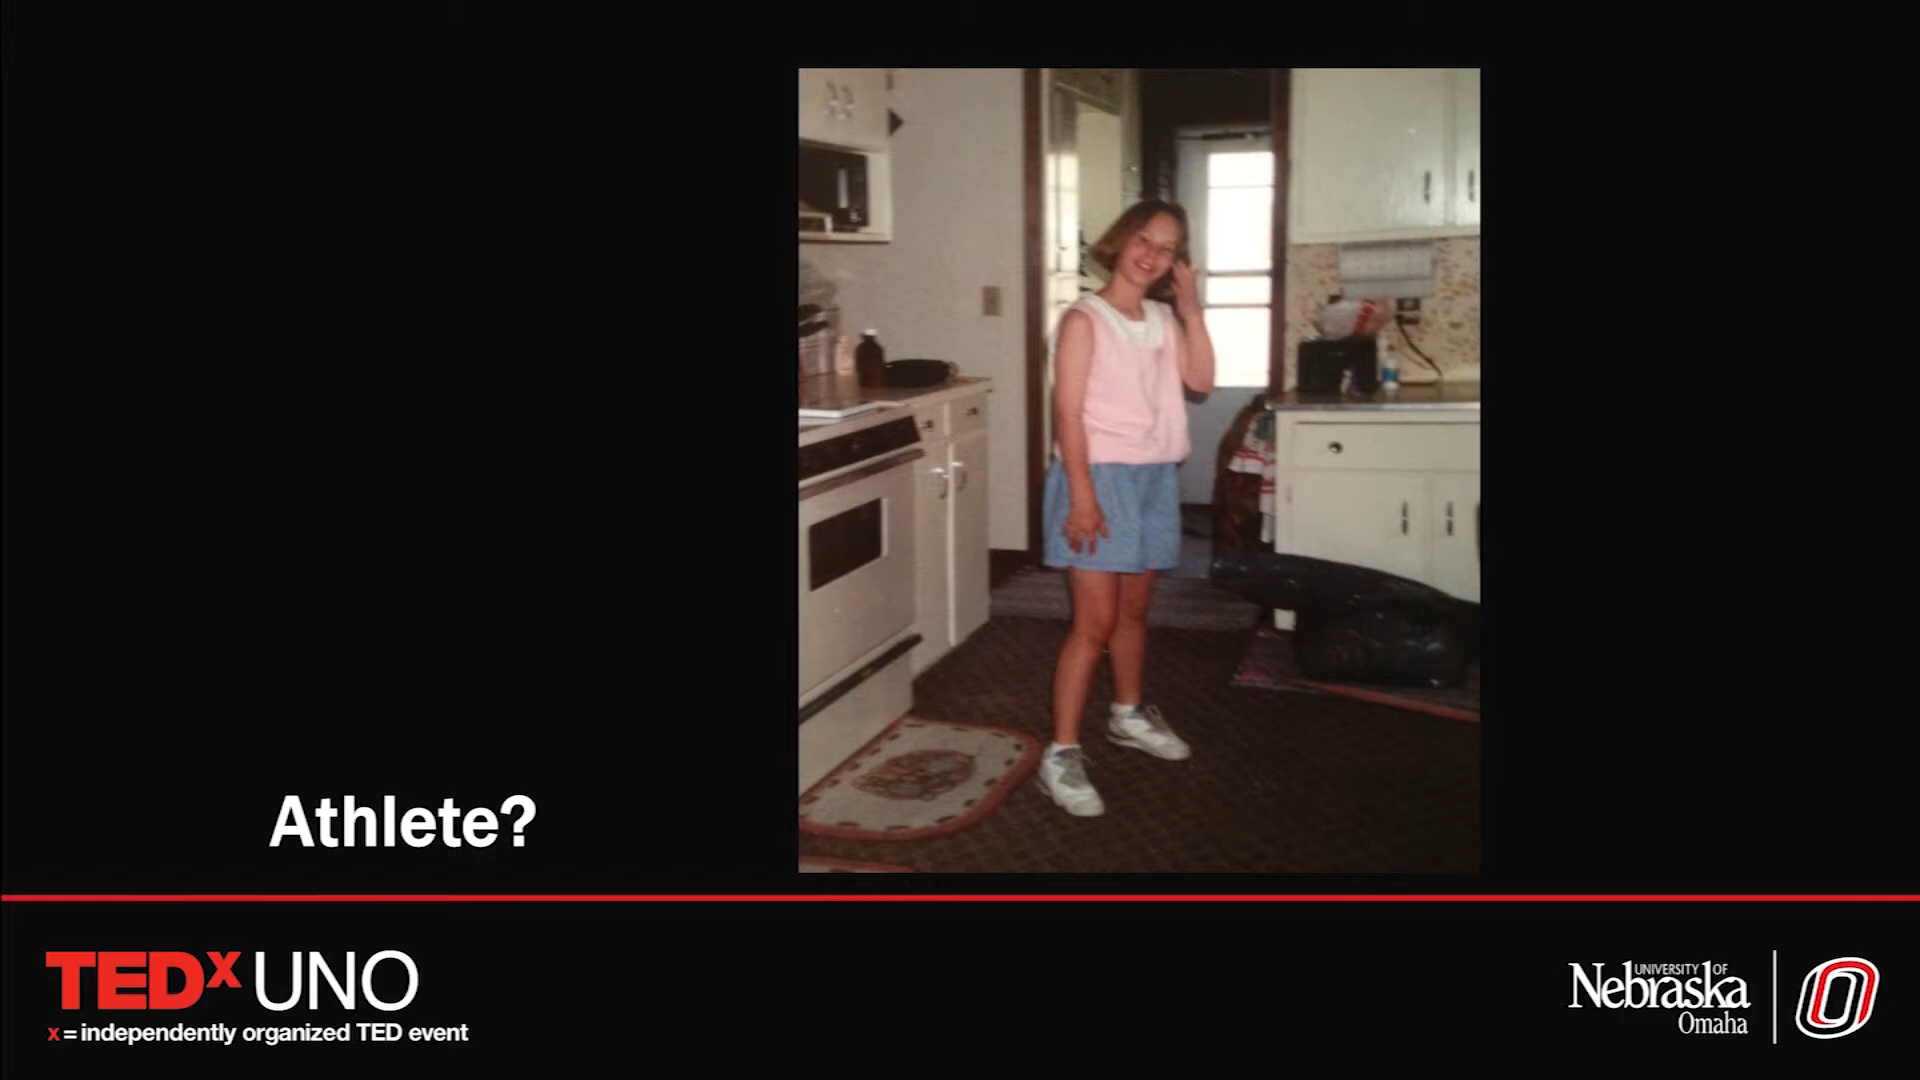 Athlete?
TEDx UNO
x = independently organized TED event
UNIVERSITY OF
Nebraska
Omaha
O